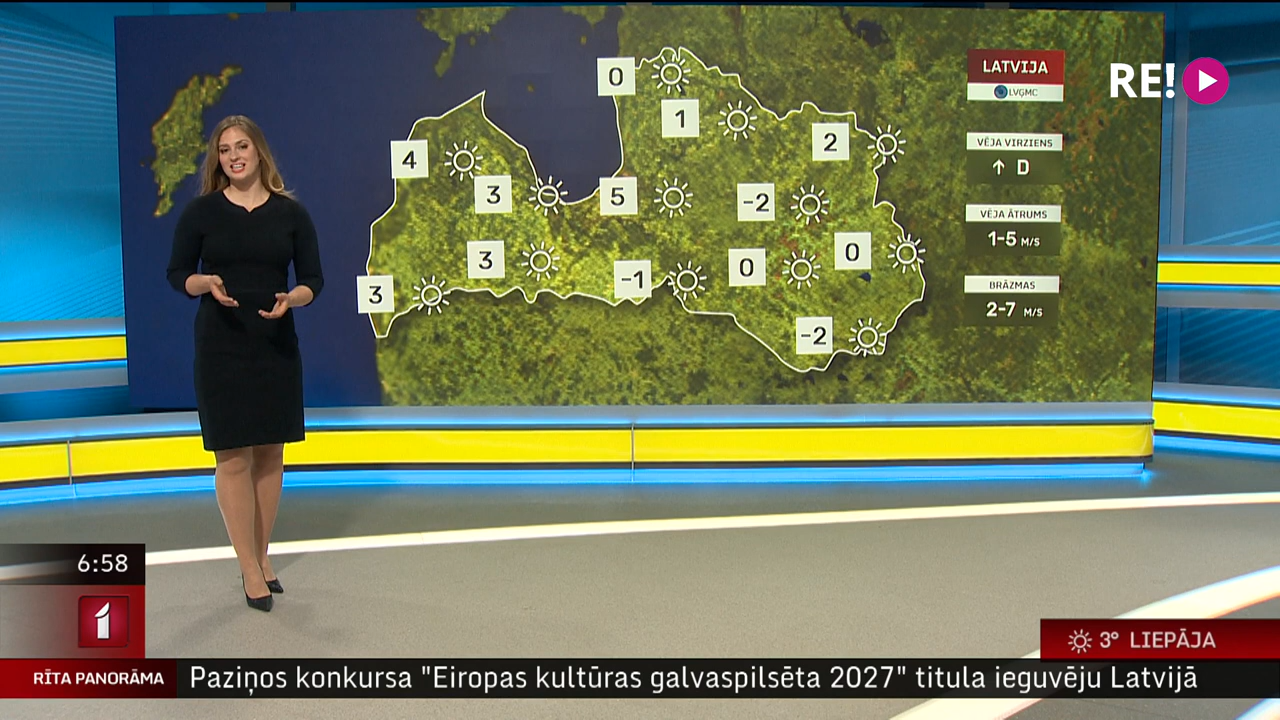 RE!
LATVIJA
LVĢMC
VĒJA VIRZIENS
↑ D
VĒJA ĀTRUMS
1-5 M/S
BRĀZMAS
2-7 M/S
0
1
2
4
3
5
-2
3
-1
0
0
3
-2
6:58
1
3° LIEPĀJA
RĪTA PANORĀMA
Paziņos konkursa "Eiropas kultūras galvaspilsēta 2027" titula ieguvēju Latvijā